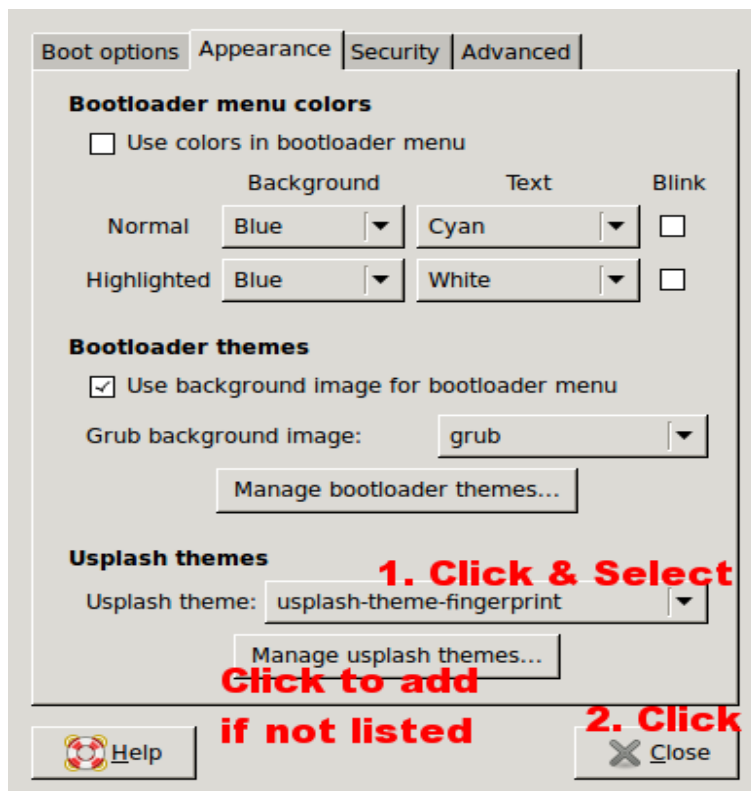 Boot options Appearance Security Advanced
Bootloader menu colors
Use colors in bootloader menu
Background Text Blink
Normal Blue Cyan
Highlighted Blue White
Bootloader themes
Use background image for bootloader menu
Grub background image: grub
Manage bootloader themes...
Usplash themes
1. Click & Select
Usplash theme: usplash-theme-fingerprint
Manage usplash themes...
Click to add
if not listed
2. Click
Help Close